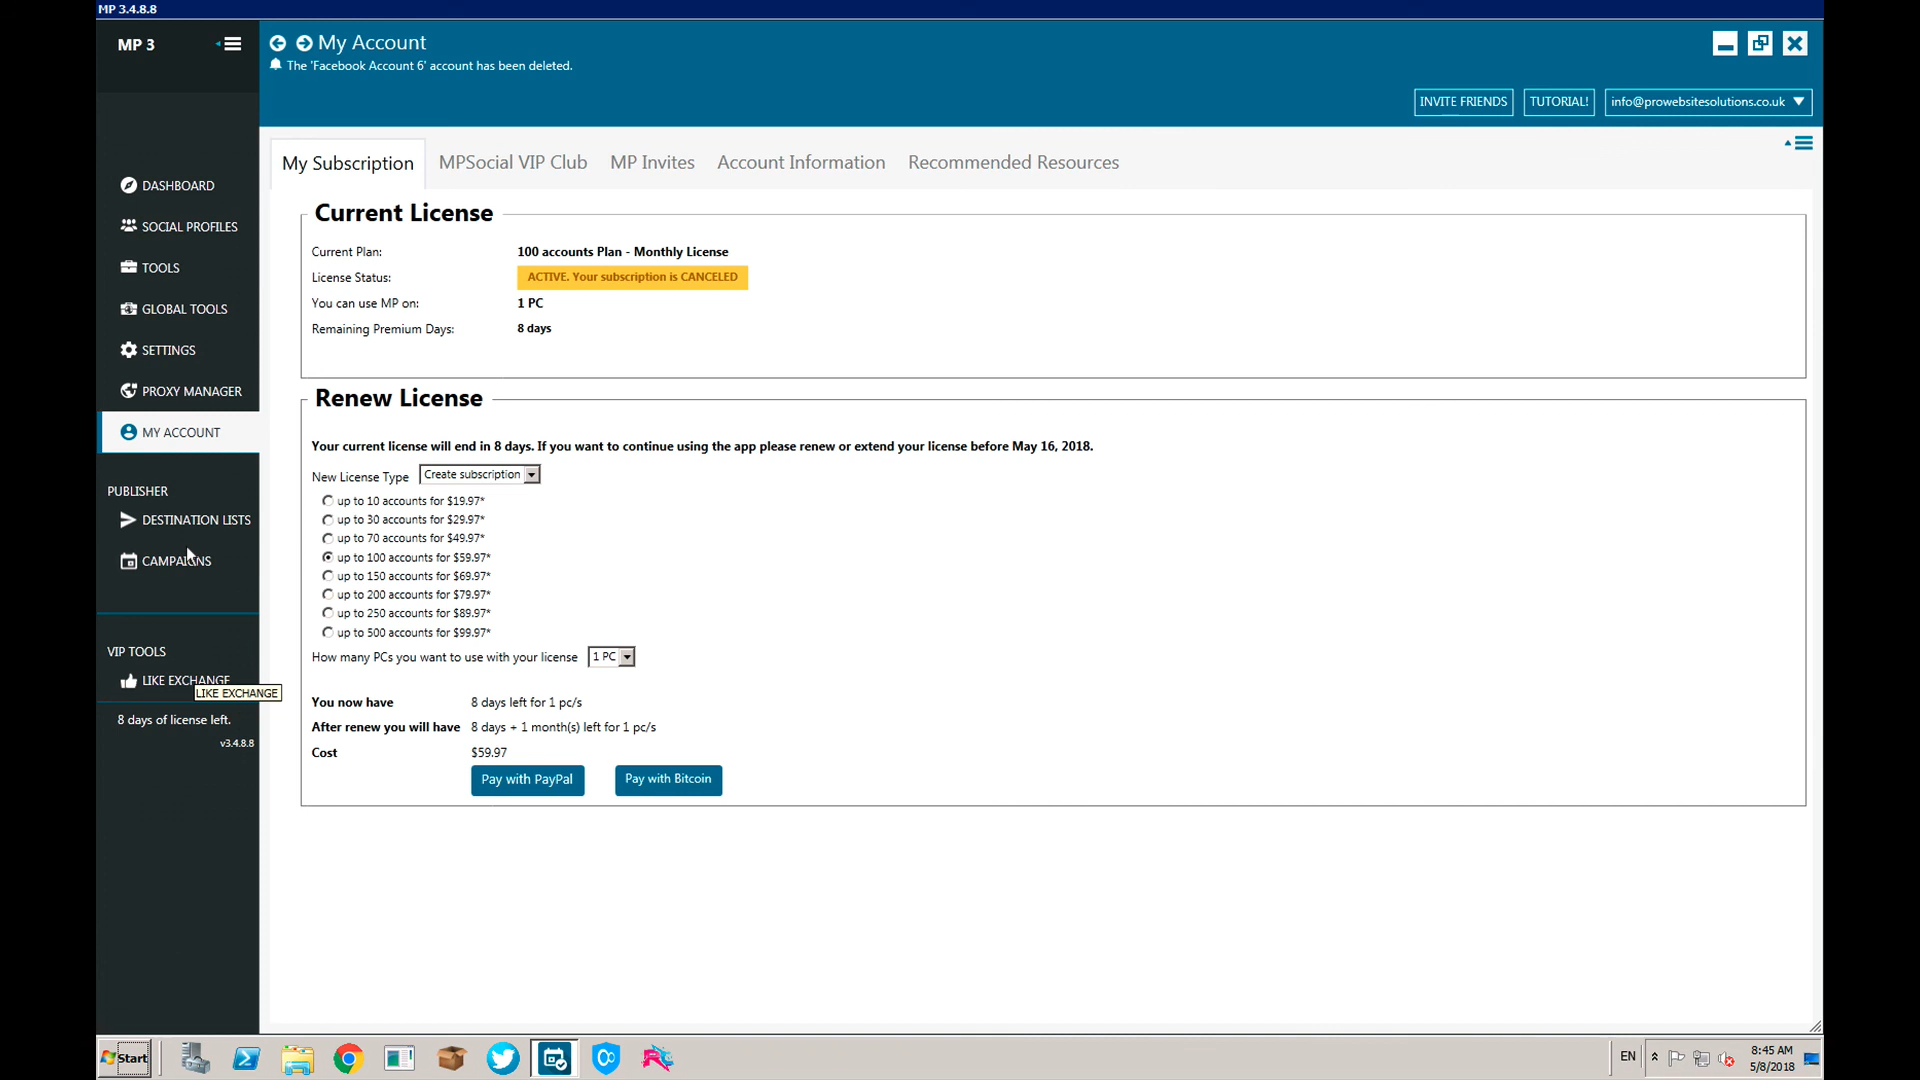 MP 3.4.8.8
MP 3
My Account
The 'Facebook Account 6' account has been deleted.
INVITE FRIENDS
TUTORIAL!
info@prowebsitesolutions.co.uk
DASHBOARD
SOCIAL PROFILES
TOOLS
GLOBAL TOOLS
SETTINGS
PROXY MANAGER
MY ACCOUNT
PUBLISHER
DESTINATION LISTS
CAMPAIGNS
VIP TOOLS
LIKE EXCHANGE
LIKE EXCHANGE
8 days of license left.
v3.4.8.8
My Subscription
MPSocial VIP Club
MP Invites
Account Information
Recommended Resources
Current License
Current Plan: 100 accounts Plan - Monthly License
License Status: ACTIVE. Your subscription is CANCELED
You can use MP on: 1 PC
Remaining Premium Days: 8 days
Renew License
Your current license will end in 8 days. If you want to continue using the app please renew or extend your license before May 16, 2018.
New License Type Create subscription
up to 10 accounts for $19.97*
up to 30 accounts for $29.97*
up to 70 accounts for $49.97*
up to 100 accounts for $59.97*
up to 150 accounts for $69.97*
up to 200 accounts for $79.97*
up to 250 accounts for $89.97*
up to 500 accounts for $99.97*
How many PCs you want to use with your license 1 PC
You now have 8 days left for 1 pc/s
After renew you will have 8 days + 1 month(s) left for 1 pc/s
Cost $59.97
Pay with PayPal
Pay with Bitcoin
Start
EN
8:45 AM
5/8/2018